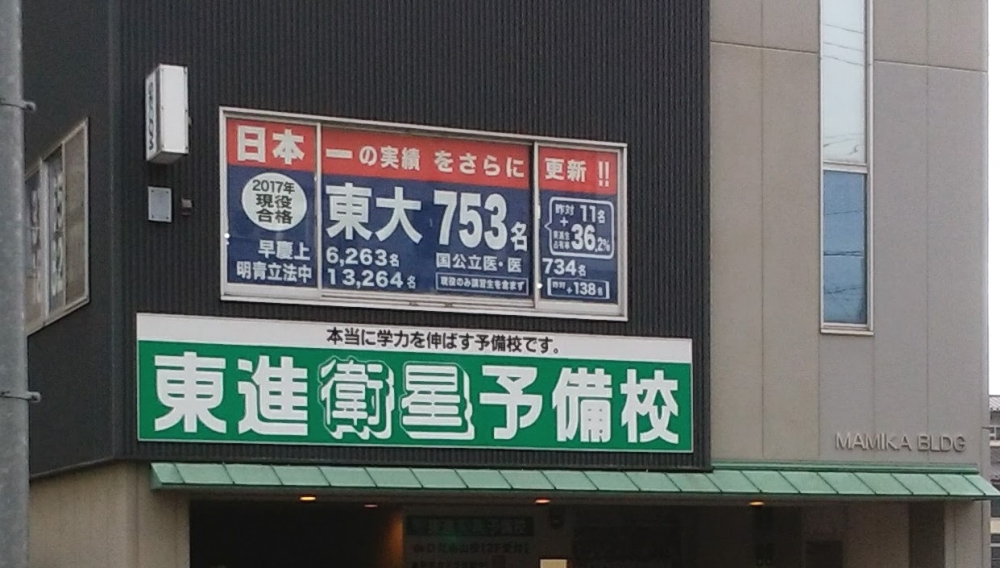 日本一の実績 をさらに更新!!
2017年
現役
合格
東大753名
昨対 11名
+
36.2%
早慶上 6,263名
明青立法中 13,264名
国公立医・医 734名
現役のみ講習生を含まず
昨対 +138名
本当に学力を伸ばす予備校です。
東進衛星予備校
MAMIKA BLDG